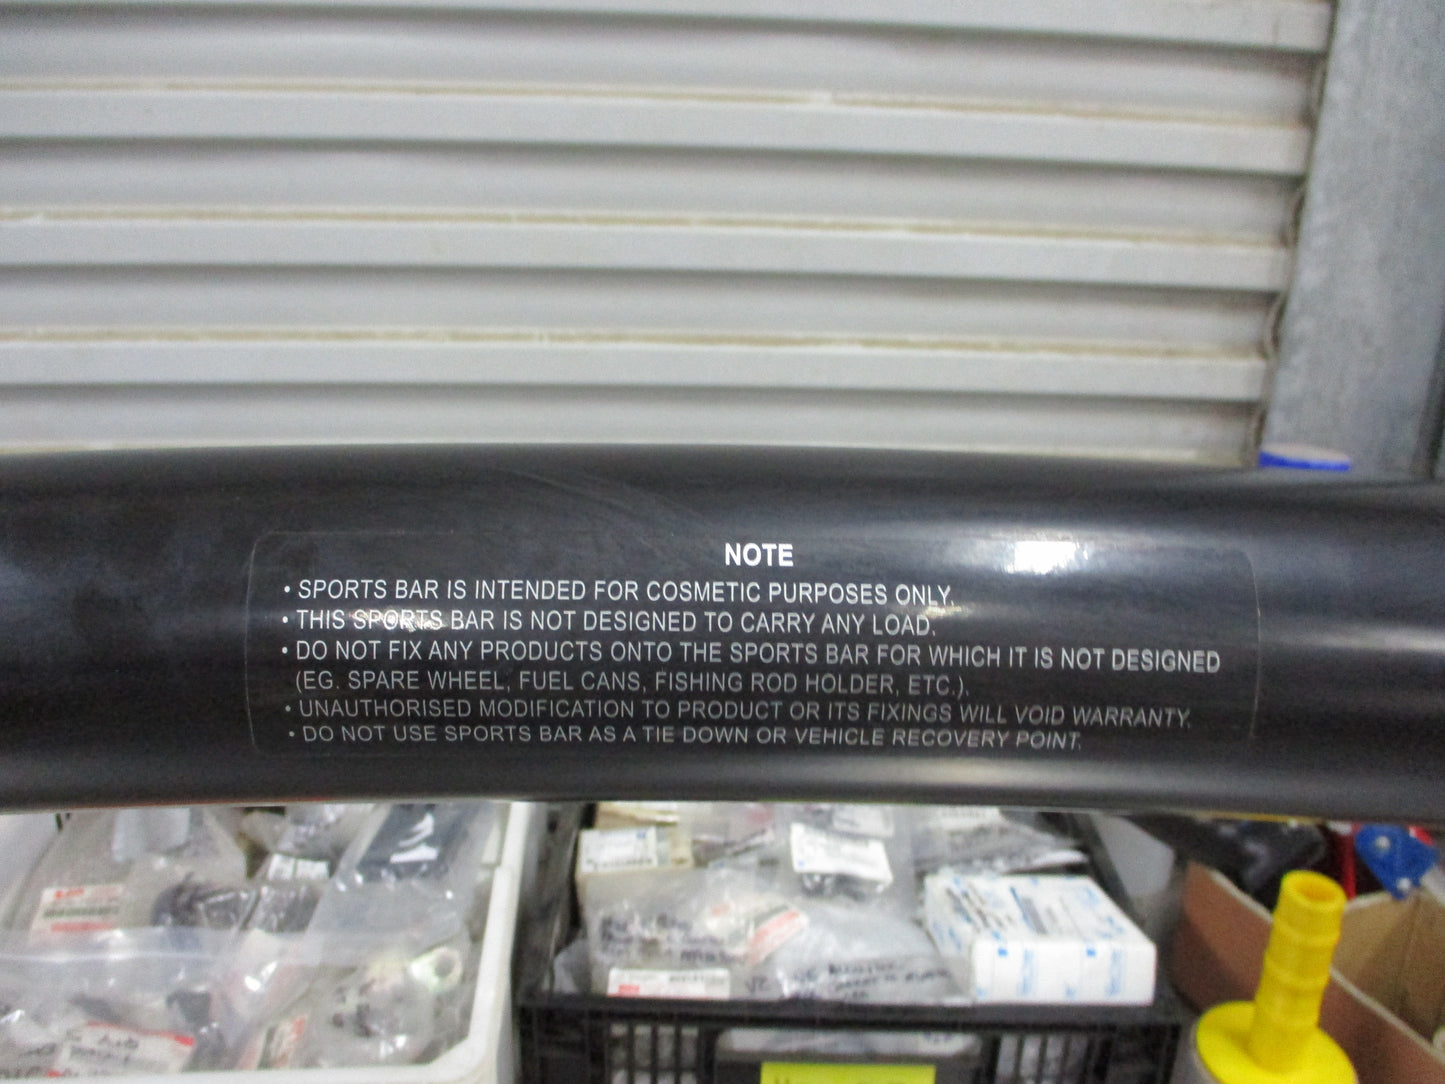 NOTE
• SPORTS BAR IS INTENDED FOR COSMETIC PURPOSES ONLY.
• THIS SPORTS BAR IS NOT DESIGNED TO CARRY ANY LOAD.
• DO NOT FIX ANY PRODUCTS ONTO THE SPORTS BAR FOR WHICH IT IS NOT DESIGNED
(EG. SPARE WHEEL, FUEL CANS, FISHING ROD HOLDER, ETC.).
• UNAUTHORISED MODIFICATION TO PRODUCT OR ITS FIXINGS WILL VOID WARRANTY.
• DO NOT USE SPORTS BAR AS A TIE DOWN OR VEHICLE RECOVERY POINT.